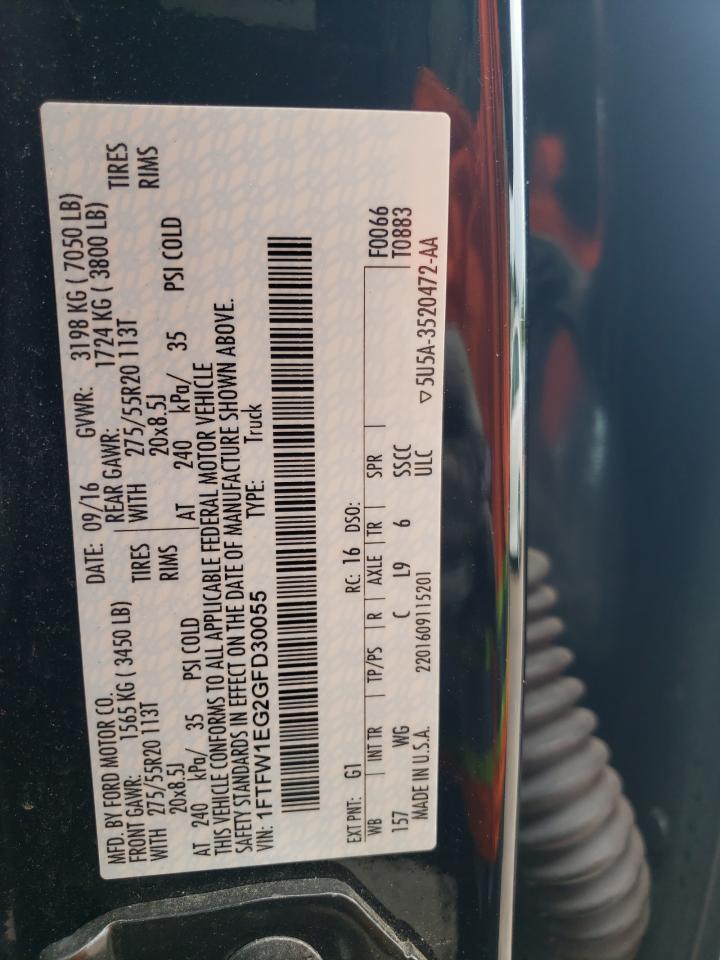 MFD. BY FORD MOTOR CO. DATE: 09/16 GVWR: 3198 KG ( 7050 LB)
FRONT GAWR: 1565 KG ( 3450 LB) REAR GAWR: 1724 KG ( 3800 LB)
WITH 275/55R20 113T TIRES WITH 275/55R20 113T TIRES
20x8.5J RIMS 20x8.5J RIMS
AT 240 kPa/ 35 PSI COLD AT 240 kPa/ 35 PSI COLD
THIS VEHICLE CONFORMS TO ALL APPLICABLE FEDERAL MOTOR VEHICLE
SAFETY STANDARDS IN EFFECT ON THE DATE OF MANUFACTURE SHOWN ABOVE.
VIN: 1FTFW1EG2GFD30055 TYPE: Truck
EXT PNT: G1 RC: 16 DSO: F0066
WB INT TR TP/PS R AXLE TR SPR T0883
157 WG C L9 6 SSCC
MADE IN U.S.A. 2201609115201 ULC ▽5U5A-3520472-AA